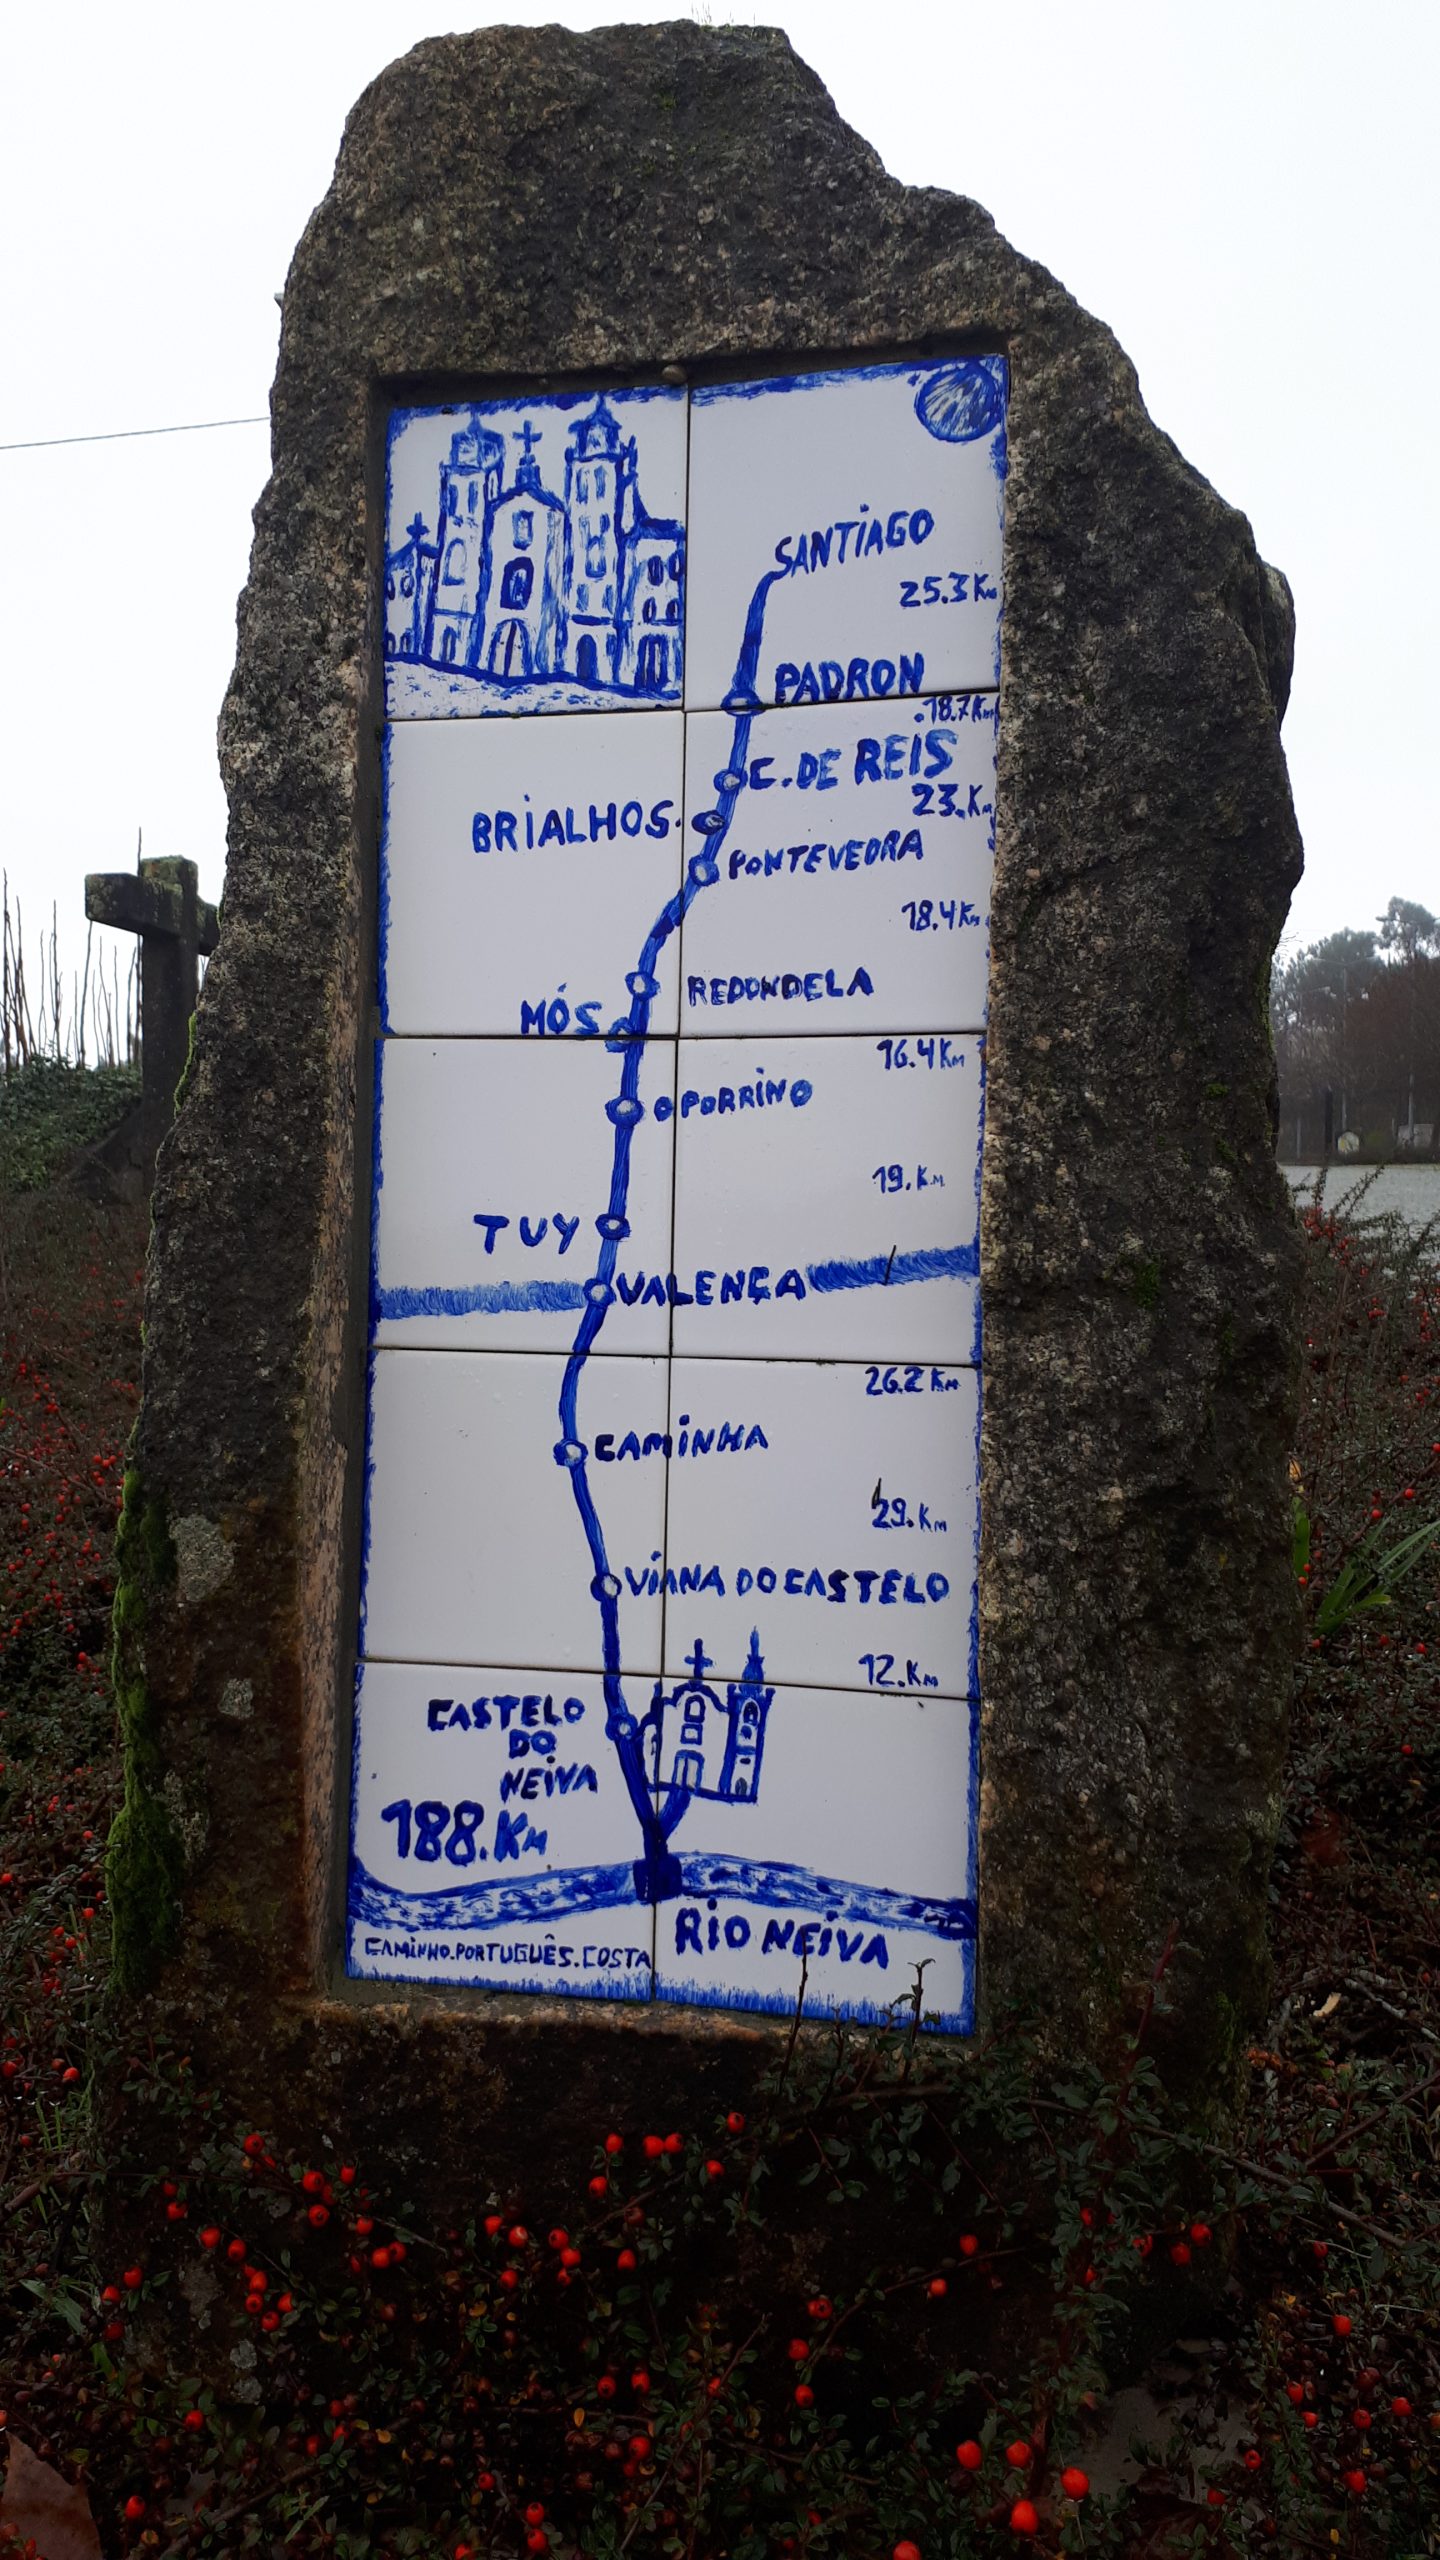 SANTIAGO
25.3 Km
PADRON
.18.7 Km
C. DE REIS
23. Km
BRIALHOS.
PONTEVEDRA
18.4 Km
REDONDELA
MÓS
16.4 Km
O PORRINO
19. Km
TUY
VALENÇA
26.2 Km
CAMINHA
29. Km
VIANA DO CASTELO
12. Km
CASTELO
DO
NEIVA
188. Km
RIO NEIVA
CAMINHO. PORTUGUÊS. COSTA